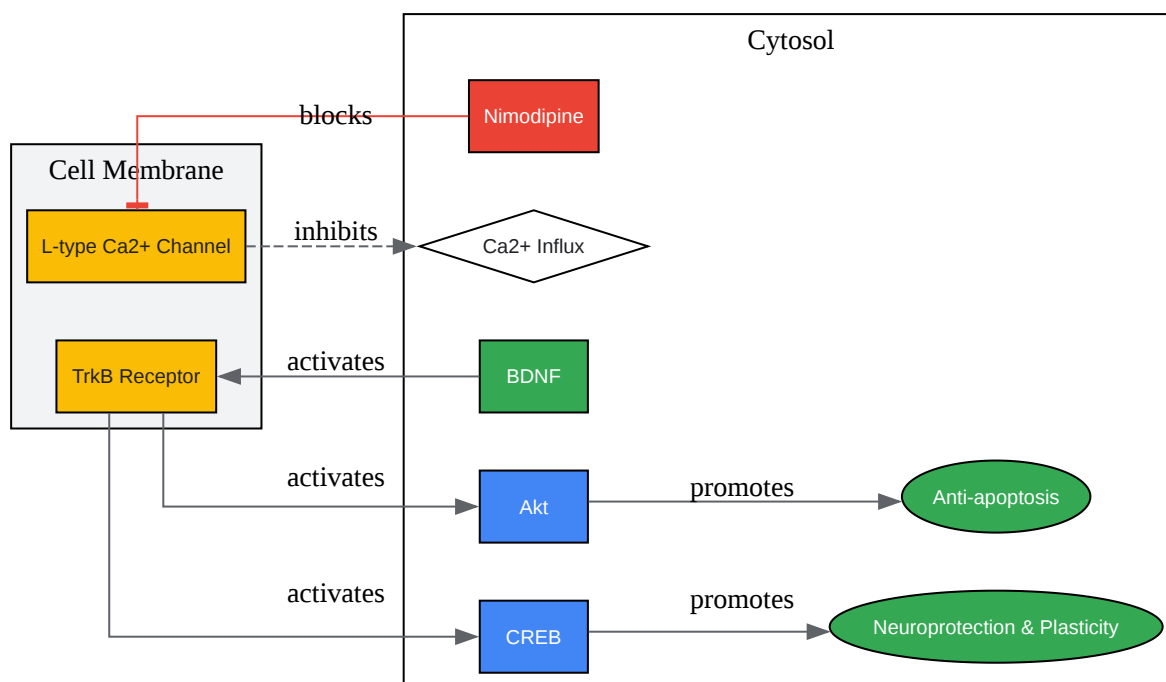 Cytosol
Nimodipine
blocks
Cell Membrane
L-type Ca2+ Channel
inhibits
Ca2+ Influx
TrkB Receptor
activates
BDNF
activates
Akt
promotes
Anti-apoptosis
activates
CREB
promotes
Neuroprotection & Plasticity